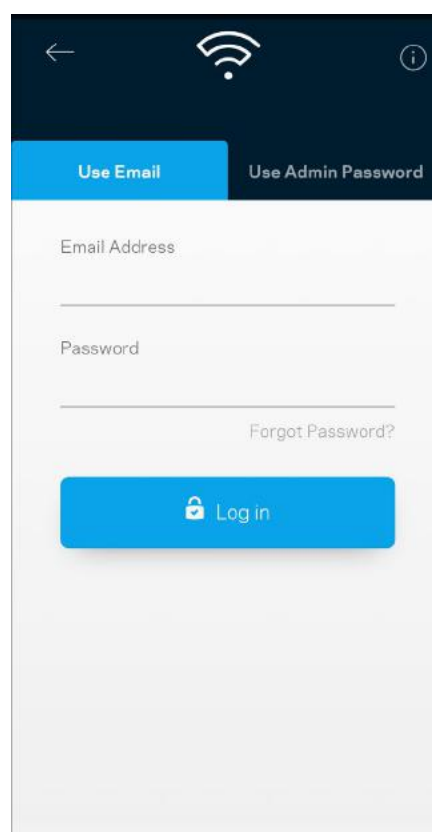 Use Email
Use Admin Password
Email Address
Password
Forgot Password?
Log in